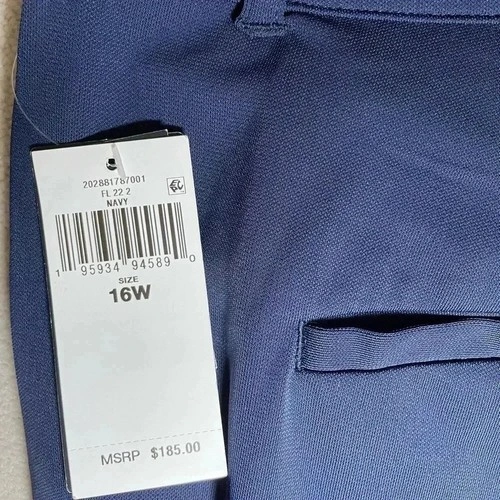 202881787001
FL 22 2
NAVY
1 95934 94589 0
SIZE
16W
MSRP $185.00